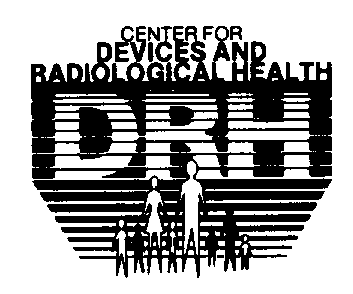 CENTER FOR
DEVICES AND
RADIOLOGICAL HEALTH
DRH